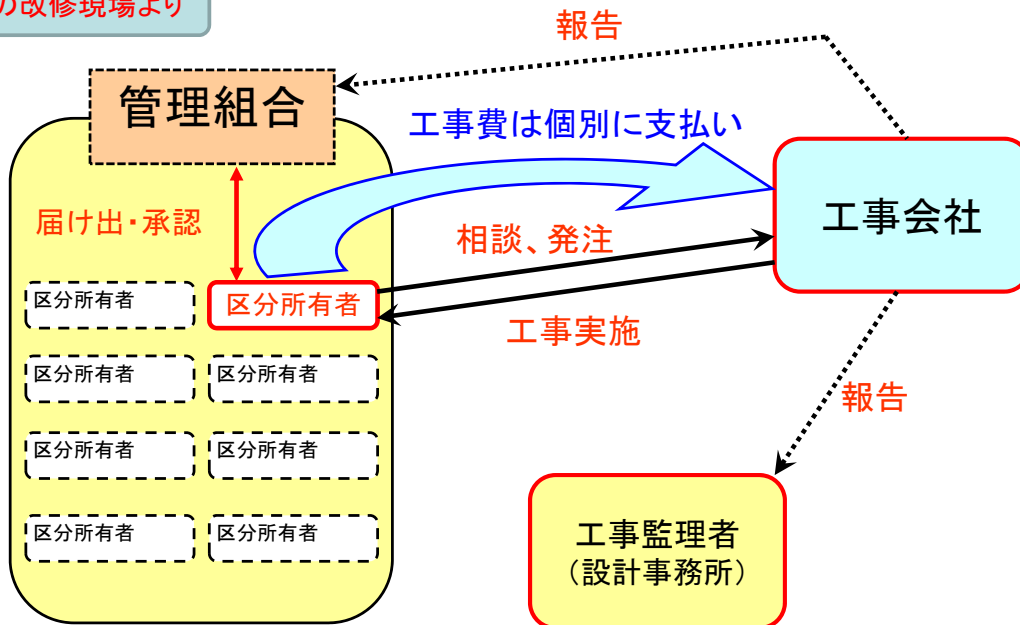 の改修現場より
報告
管理組合
工事費は個別に支払い
届け出・承認
工事会社
相談、発注
区分所有者
区分所有者
工事実施
区分所有者
区分所有者
報告
区分所有者
区分所有者
区分所有者
区分所有者
工事監理者
（設計事務所）